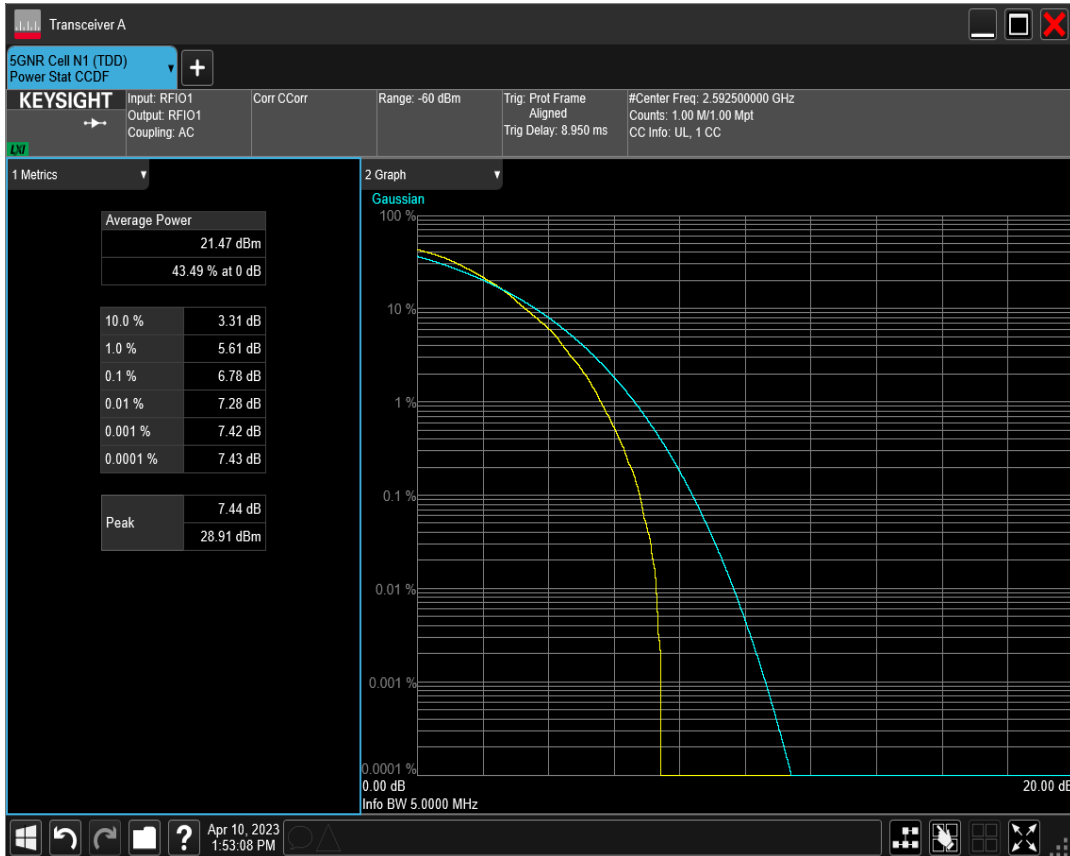 Transceiver A
5GNR Cell N1 (TDD)
Power Stat CCDF
+
KEYSIGHT
LXI
Input: RFIO1
Output: RFIO1
Coupling: AC
Corr CCorr
Range: -60 dBm
Trig: Prot Frame
Aligned
Trig Delay: 8.950 ms
#Center Freq: 2.592500000 GHz
Counts: 1.00 M/1.00 Mpt
CC Info: UL, 1 CC
1 Metrics
Average Power
21.47 dBm
43.49 % at 0 dB
10.0 % 3.31 dB
1.0 % 5.61 dB
0.1 % 6.78 dB
0.01 % 7.28 dB
0.001 % 7.42 dB
0.0001 % 7.43 dB
Peak 7.44 dB
28.91 dBm
2 Graph
Gaussian
100 %
10 %
1 %
0.1 %
0.01 %
0.001 %
0.0001 %
0.00 dB 20.00 dB
Info BW 5.0000 MHz
?
Apr 10, 2023
1:53:08 PM